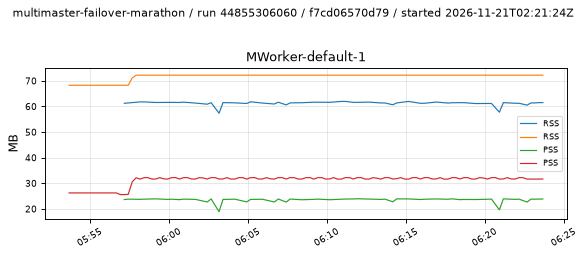 multimaster-failover-marathon / run 44855306060 / f7cd06570d79 / started 2026-11-21T02:21:24Z
MWorker-default-1
MB
70
60
50
40
30
20
RSS
RSS
PSS
PSS
05:55
06:00
06:05
06:10
06:15
06:20
06:25